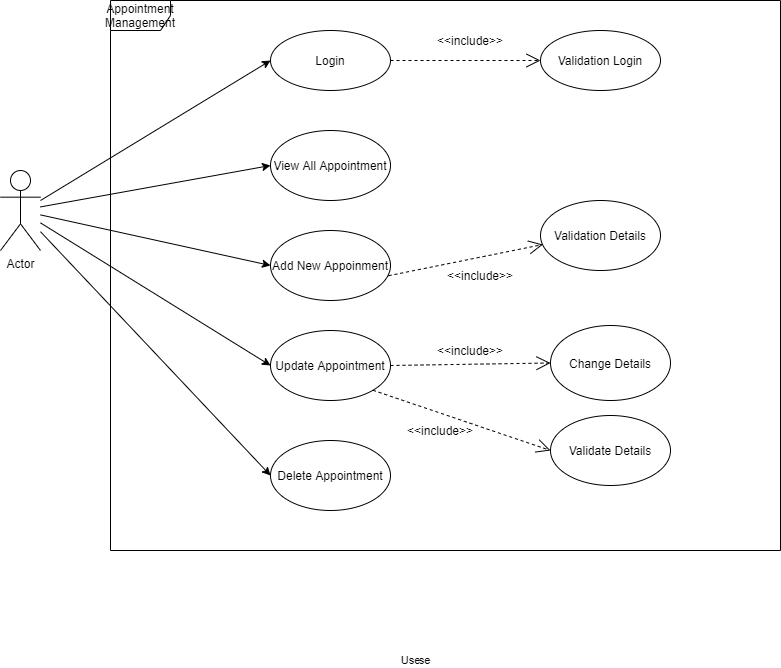 Appointment
Management
<<include>>
Login
Validation Login
View All Appointment
Validation Details
Add New Appoinment
<<include>>
Actor
<<include>>
Update Appointment
Change Details
<<include>>
Validate Details
Delete Appointment
Usese